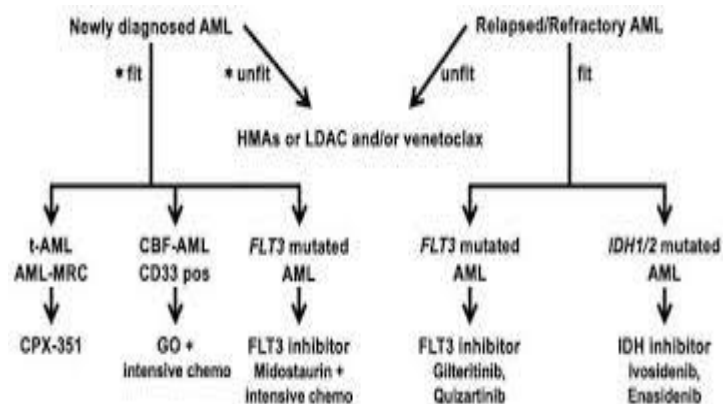 Newly diagnosed AML
Relapsed/Refractory AML
* fit
* unfit
unfit
fit
HMAs or LDAC and/or venetoclax
t-AML
AML-MRC
CBF-AML
CD33 pos
FLT3 mutated
AML
FLT3 mutated
AML
IDH1/2 mutated
AML
CPX-351
GO +
intensive chemo
FLT3 inhibitor
Midostaurin +
intensive chemo
FLT3 inhibitor
Gilteritinib,
Quizartinib
IDH inhibitor
Ivosidenib,
Enasidenib